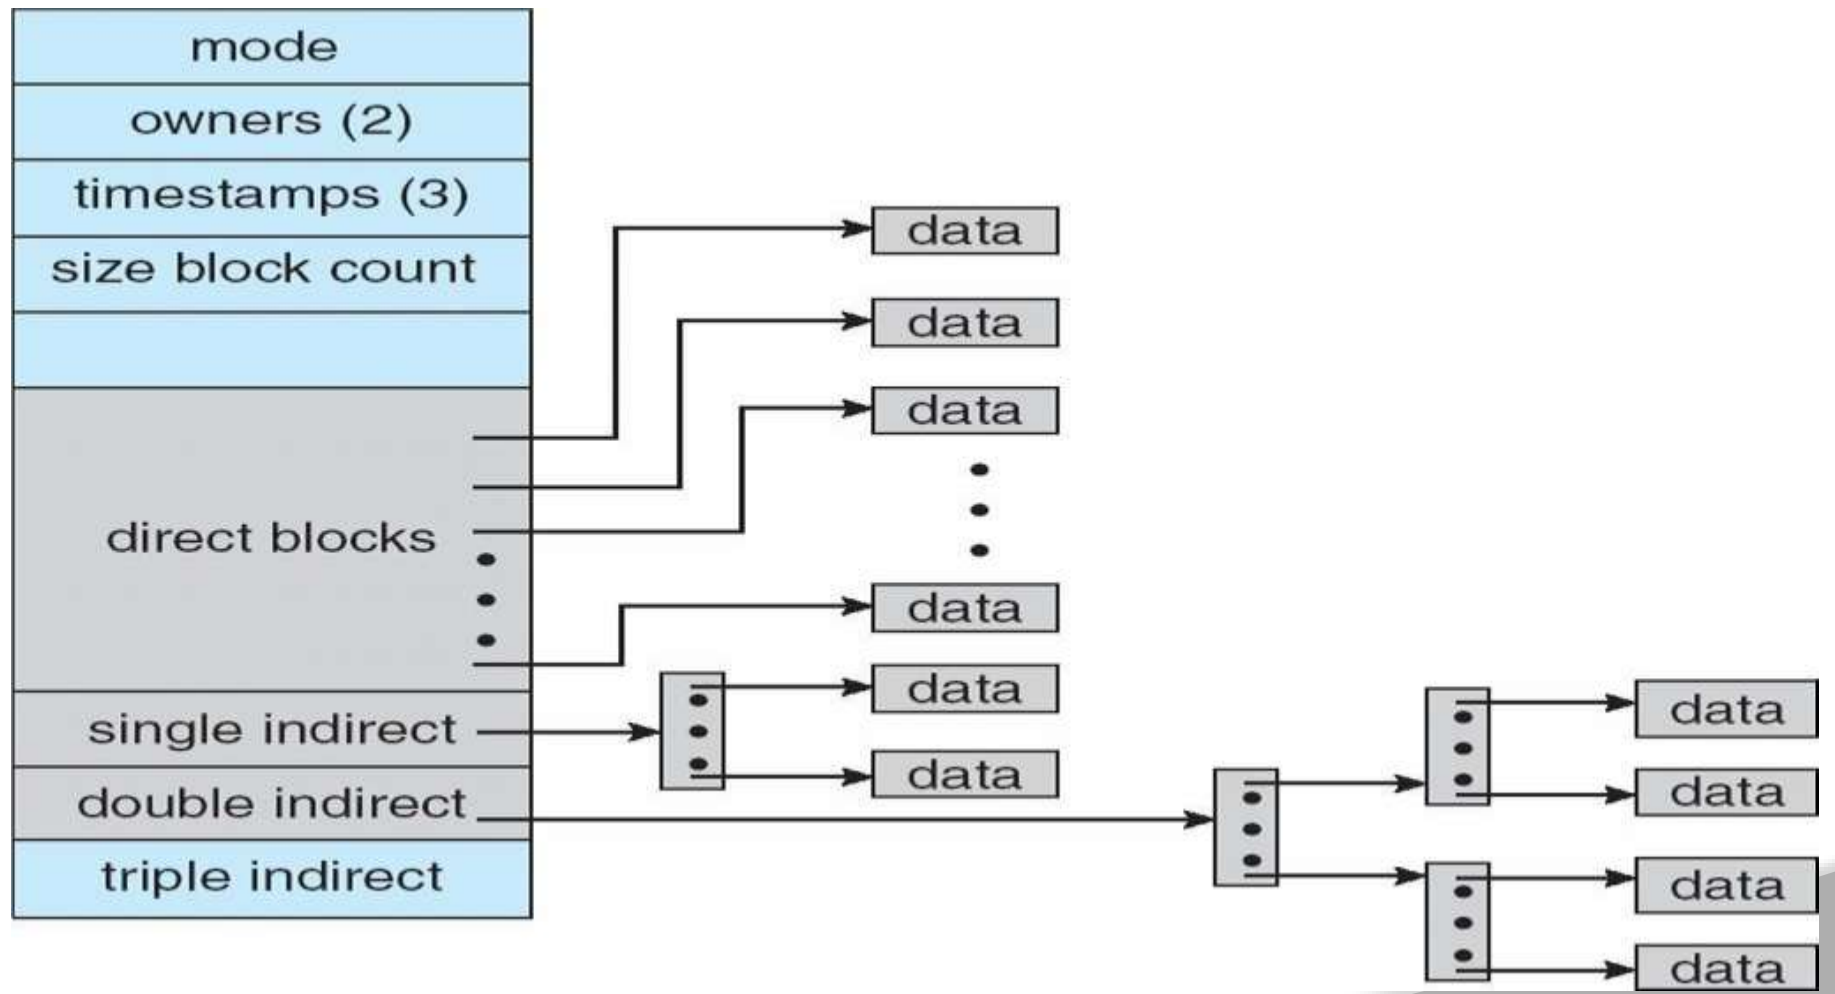 mode
owners (2)
timestamps (3)
size block count
direct blocks
single indirect
double indirect
triple indirect
data
data
data
data
data
data
data
data
data
data